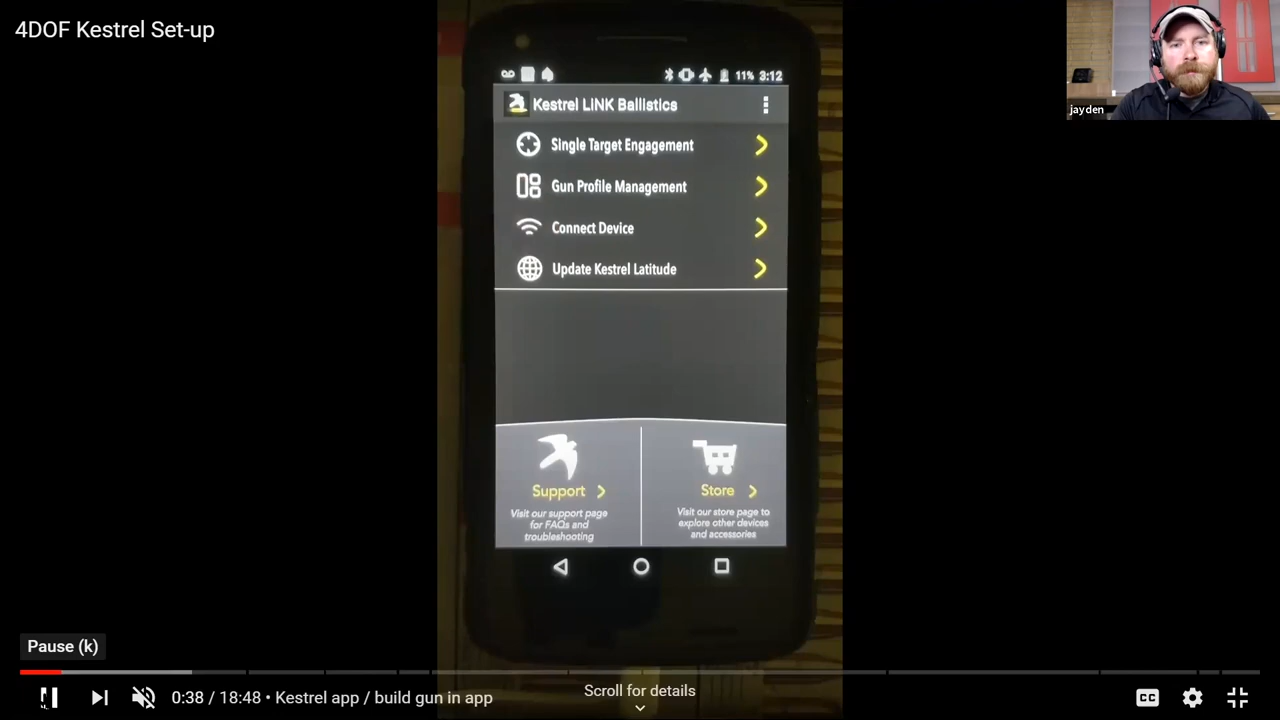 4DOF Kestrel Set-up
jayden
11% 3:12
Kestrel LiNK Ballistics
Single Target Engagement
Gun Profile Management
Connect Device
Update Kestrel Latitude
Support
Visit our support page
for FAQs and
troubleshooting
Store
Visit our store page to
explore other devices
and accessories
Pause (k)
0:38 / 18:48 • Kestrel app / build gun in app
Scroll for details
CC